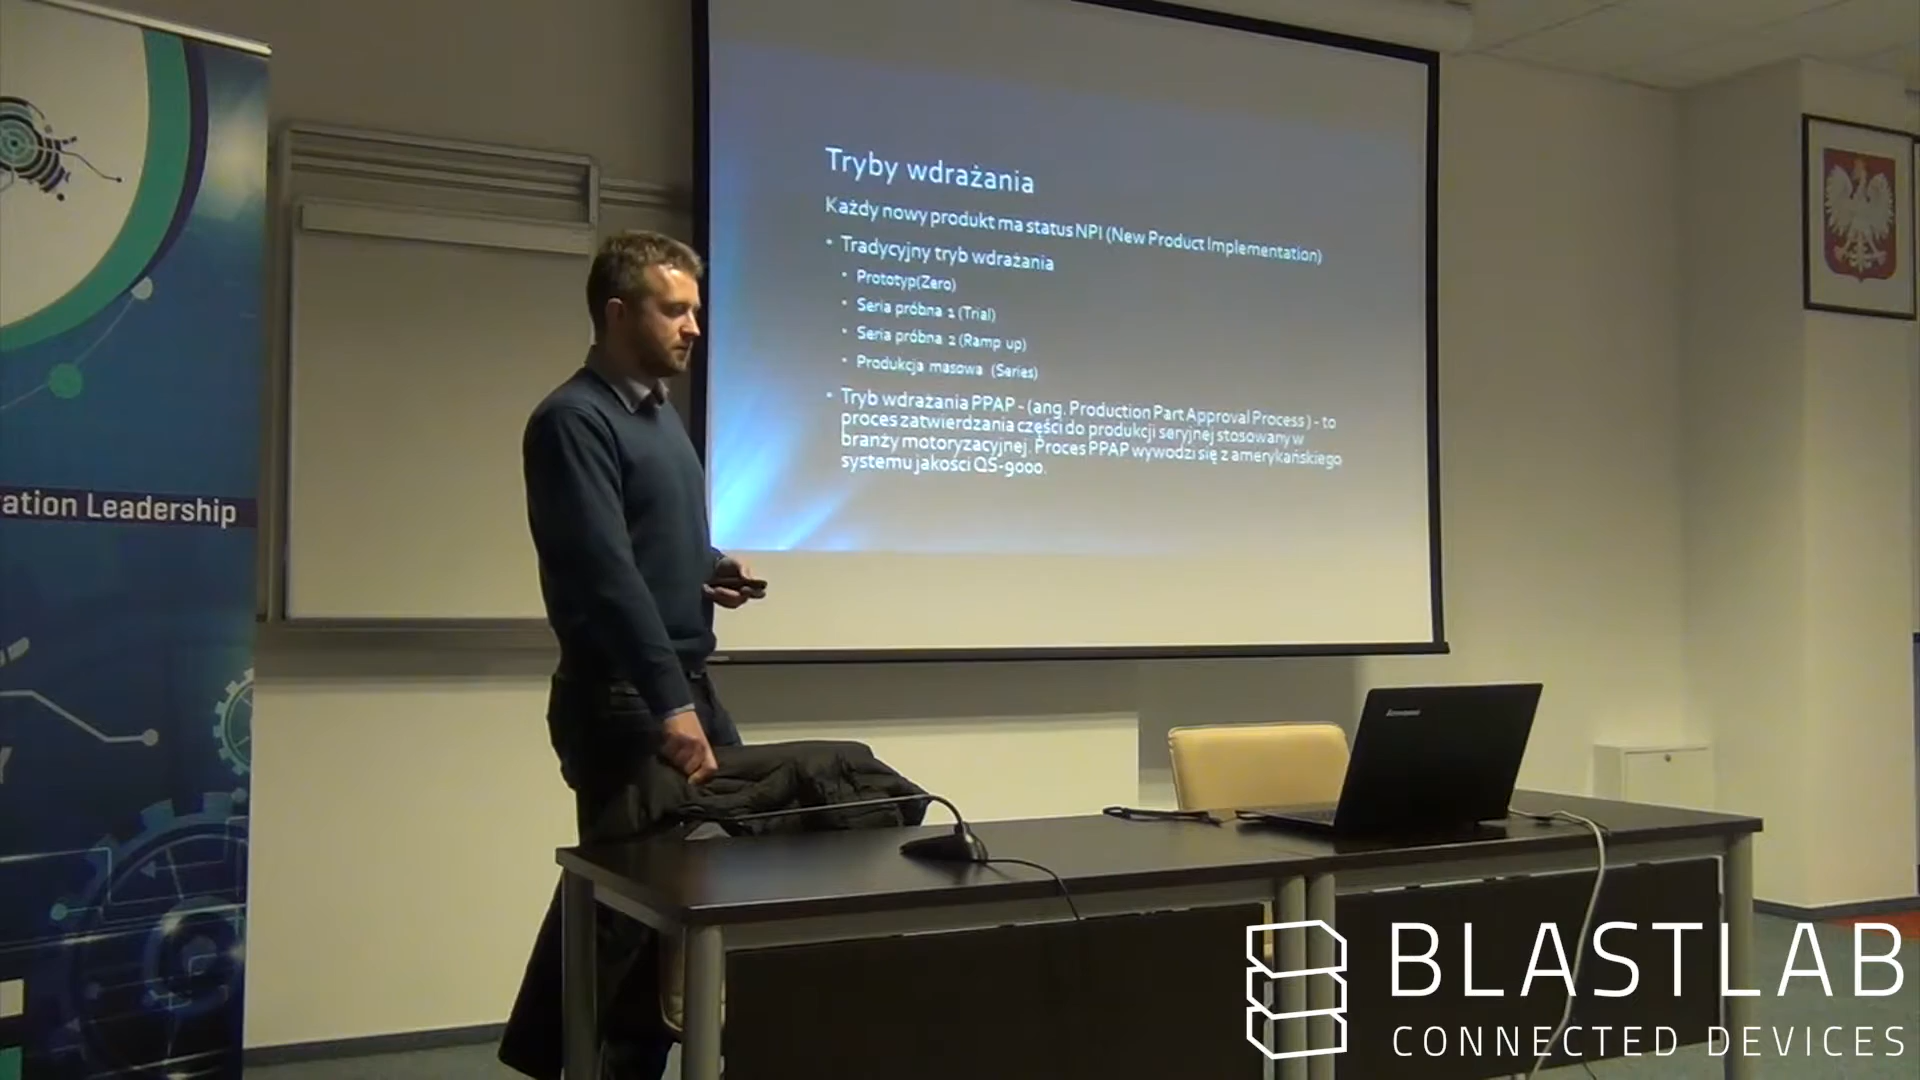 Tryby wdrażania
Każdy nowy produkt ma status NPI (New Product Implementation)
• Tradycyjny tryb wdrażania
• Prototyp(Zero)
• Seria próbna 1 (Trial)
• Seria próbna 2 (Ramp up)
• Produkcja masowa (Series)
• Tryb wdrażania PPAP - (ang. Production Part Approval Process ) - to
proces zatwierdzania części do produkcji seryjnej stosowany w
branży motoryzacyjnej. Proces PPAP wywodzi się z amerykańskiego
systemu jakości QS-9000.
ation Leadership
Lenovo
BLASTLAB
CONNECTED DEVICES